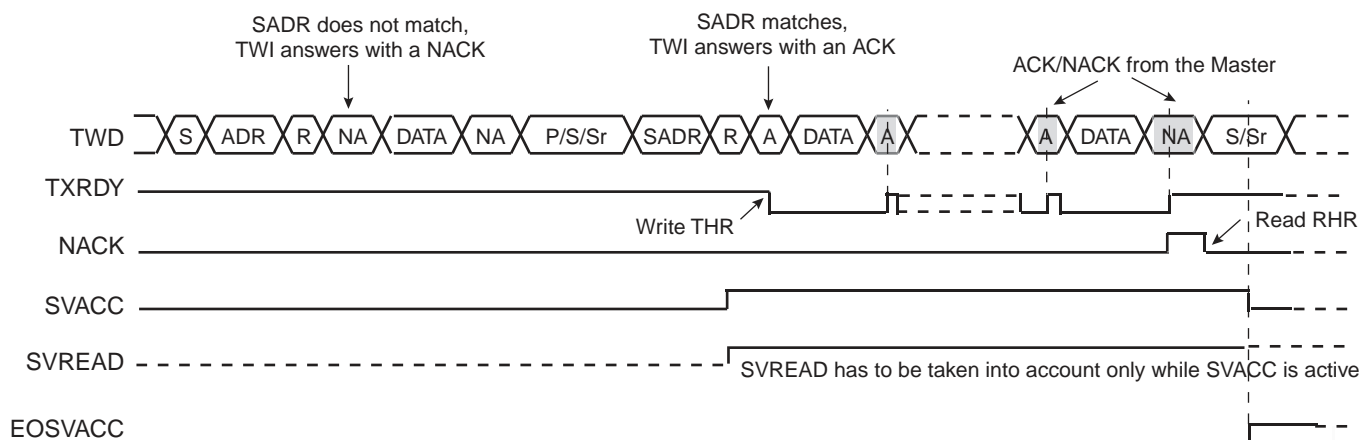 SADR does not match,
TWI answers with a NACK
SADR matches,
TWI answers with an ACK
ACK/NACK from the Master
TWD S ADR R NA DATA NA P/S/Sr SADR R A DATA A A DATA NA S/Sr
TXRDY
Write THR
Read RHR
NACK
SVACC
SVREAD
SVREAD has to be taken into account only while SVACC is active
EOSVACC